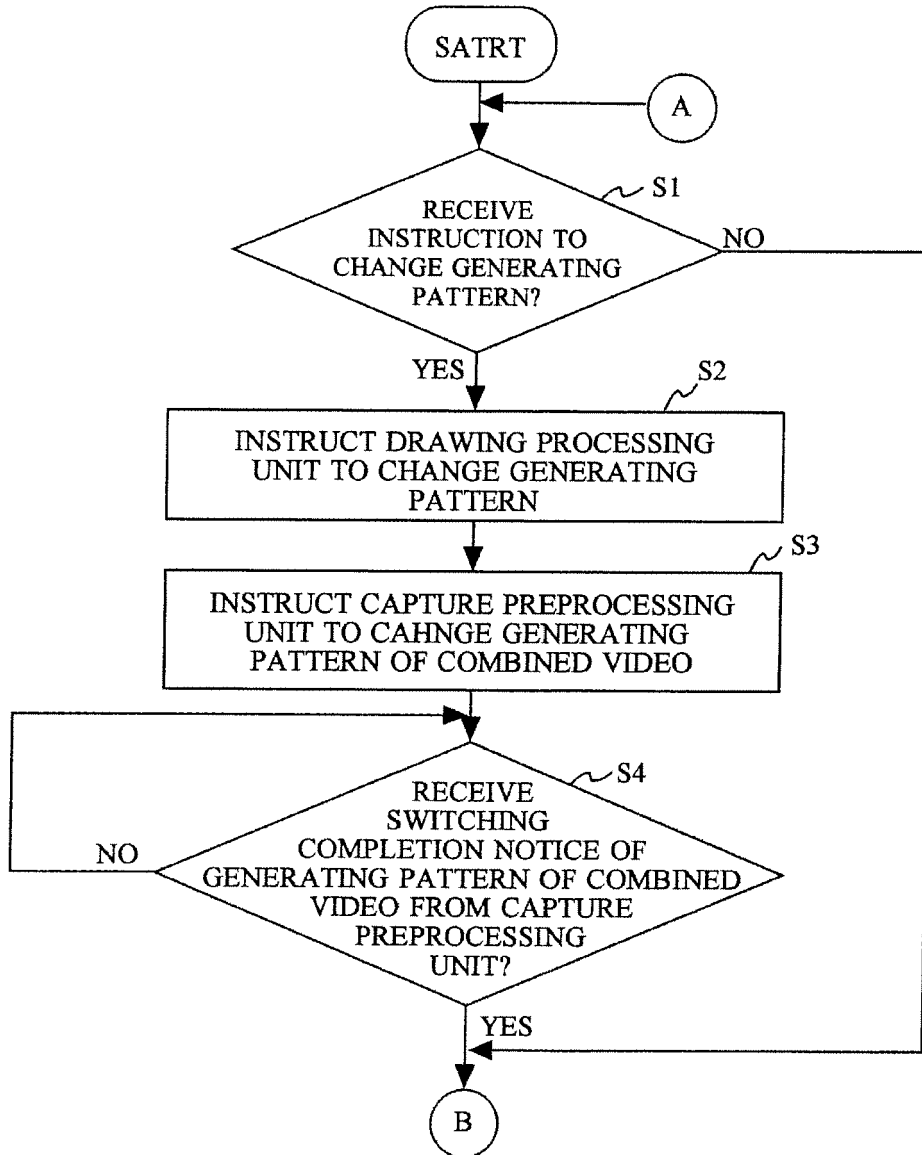 SATRT
A
S1
RECEIVE
INSTRUCTION TO
CHANGE GENERATING
PATTERN?
NO
YES
S2
INSTRUCT DRAWING PROCESSING
UNIT TO CHANGE GENERATING
PATTERN
S3
INSTRUCT CAPTURE PREPROCESSING
UNIT TO CAHNGE GENERATING
PATTERN OF COMBINED VIDEO
S4
RECEIVE
SWITCHING
COMPLETION NOTICE OF
GENERATING PATTERN OF COMBINED
VIDEO FROM CAPTURE
PREPROCESSING
UNIT?
NO
YES
B